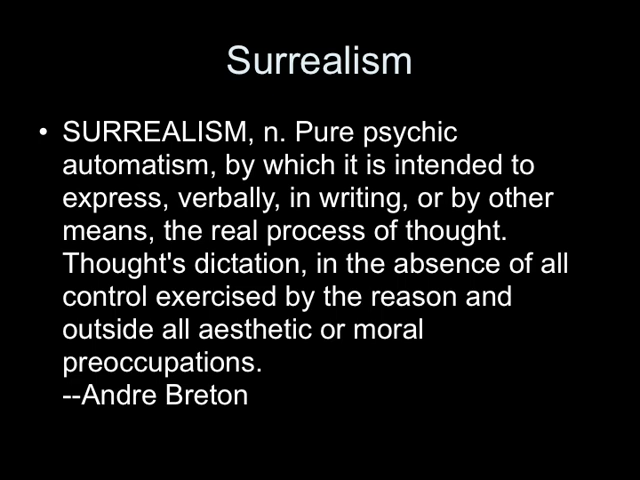 Surrealism
• SURREALISM, n. Pure psychic
automatism, by which it is intended to
express, verbally, in writing, or by other
means, the real process of thought.
Thought's dictation, in the absence of all
control exercised by the reason and
outside all aesthetic or moral
preoccupations.
--Andre Breton